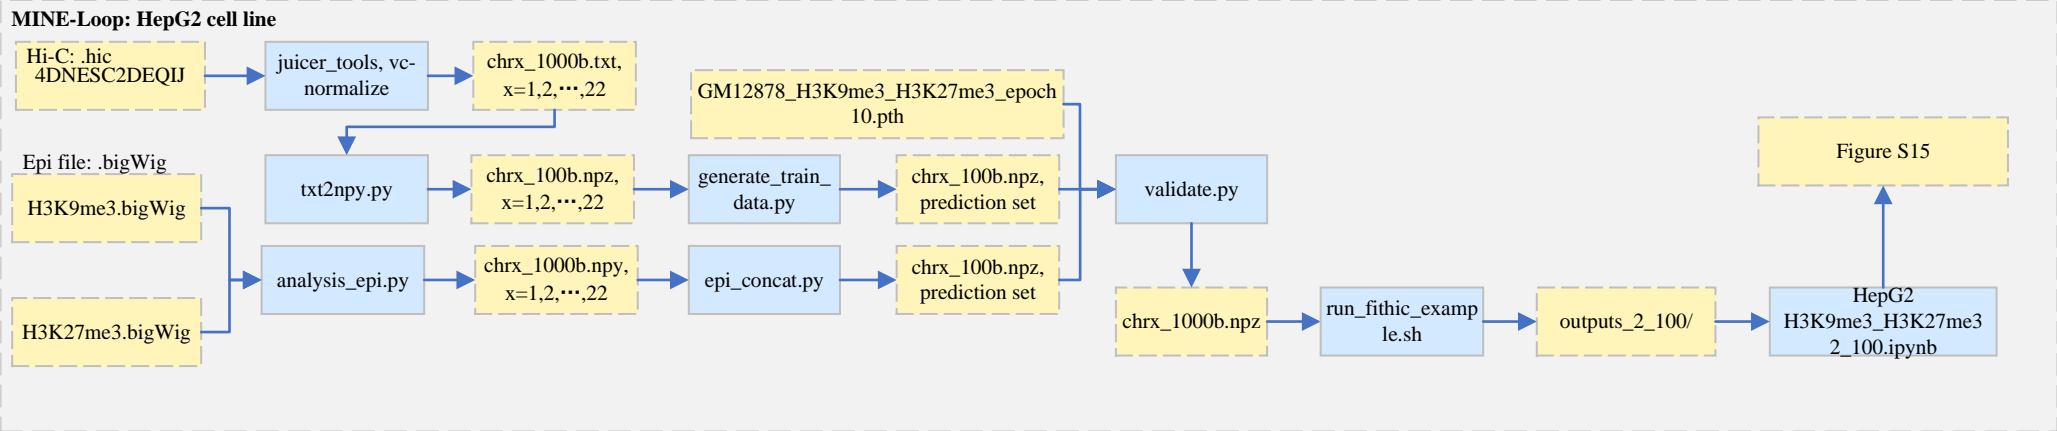 MINE-Loop: HepG2 cell line
Hi-C: .hic
4DNESC2DEQIJ
juicer_tools, vc-
normalize
chrx_1000b.txt,
x=1,2,⋯,22
GM12878_H3K9me3_H3K27me3_epoch
10.pth
Figure S15
Epi file: .bigWig
H3K9me3.bigWig
txt2npy.py
chrx_100b.npz,
x=1,2,⋯,22
generate_train_
data.py
chrx_100b.npz,
prediction set
validate.py
analysis_epi.py
chrx_1000b.npy,
x=1,2,⋯,22
epi_concat.py
chrx_100b.npz,
prediction set
H3K27me3.bigWig
chrx_1000b.npz
run_fithic_examp
le.sh
outputs_2_100/
HepG2
H3K9me3_H3K27me3
2_100.ipynb